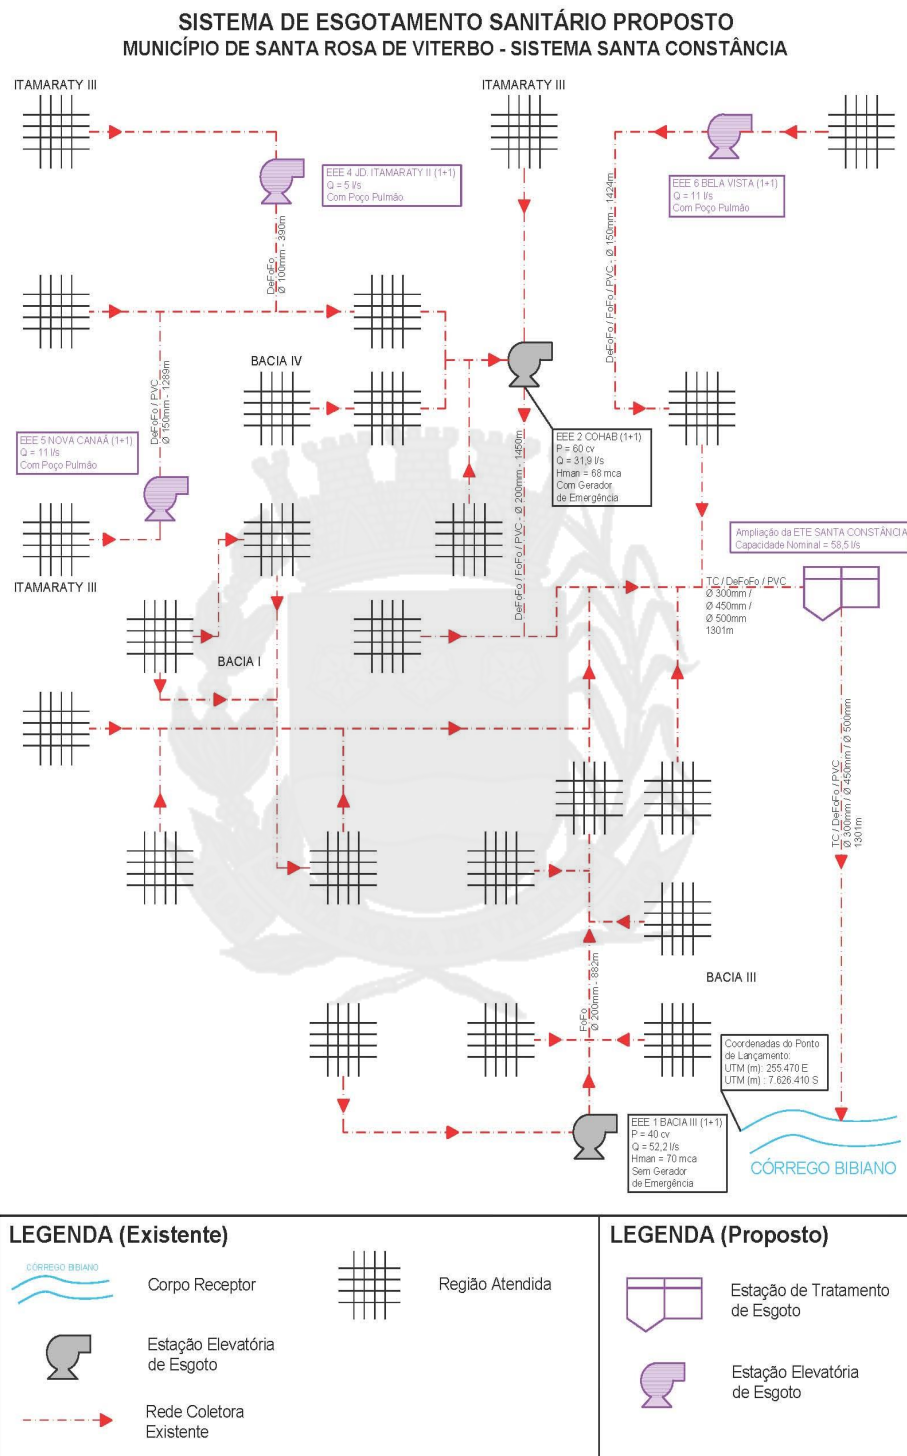 SISTEMA DE ESGOTAMENTO SANITÁRIO PROPOSTO
MUNICÍPIO DE SANTA ROSA DE VITERBO - SISTEMA SANTA CONSTÂNCIA
ITAMARATY III
ITAMARATY III
EEE 4 JD. ITAMARATY II (1+1)
Q = 5 l/s
Com Poço Pulmão
EEE 6 BELA VISTA (1+1)
Q = 11 l/s
Com Poço Pulmão
DeFoFo
Ø 100mm - 390m
DeFoFo / FoFo / PVC - Ø 150mm - 1424m
BACIA IV
DeFoFo / PVC
Ø 150mm - 1289m
EEE 5 NOVA CANAÃ (1+1)
Q = 11 l/s
Com Poço Pulmão
EEE 2 COHAB (1+1)
P = 60 cv
Q = 31,9 l/s
Hman = 68 mca
Com Gerador
de Emergência
DeFoFo / FoFo / PVC - Ø 200mm - 1450m
Ampliação da ETE SANTA CONSTÂNCIA
Capacidade Nominal = 58,5 l/s
ITAMARATY III
TC / DeFoFo / PVC
Ø 300mm /
Ø 450mm /
Ø 500mm
1301m
BACIA I
TC / DeFoFo / PVC
Ø 300mm / Ø 450mm / Ø 500mm
1301m
BACIA III
FoFo
Ø 200mm - 882m
Coordenadas do Ponto
de Lançamento:
UTM (m): 255.470 E
UTM (m) : 7.626.410 S
EEE 1 BACIA III (1+1)
P = 40 cv
Q = 52,2 l/s
Hman = 70 mca
Sem Gerador
de Emergência
CÓRREGO BIBIANO
LEGENDA (Existente)
CÓRREGO BIBIANO
Corpo Receptor
Região Atendida
Estação Elevatória
de Esgoto
Rede Coletora
Existente
LEGENDA (Proposto)
Estação de Tratamento
de Esgoto
Estação Elevatória
de Esgoto